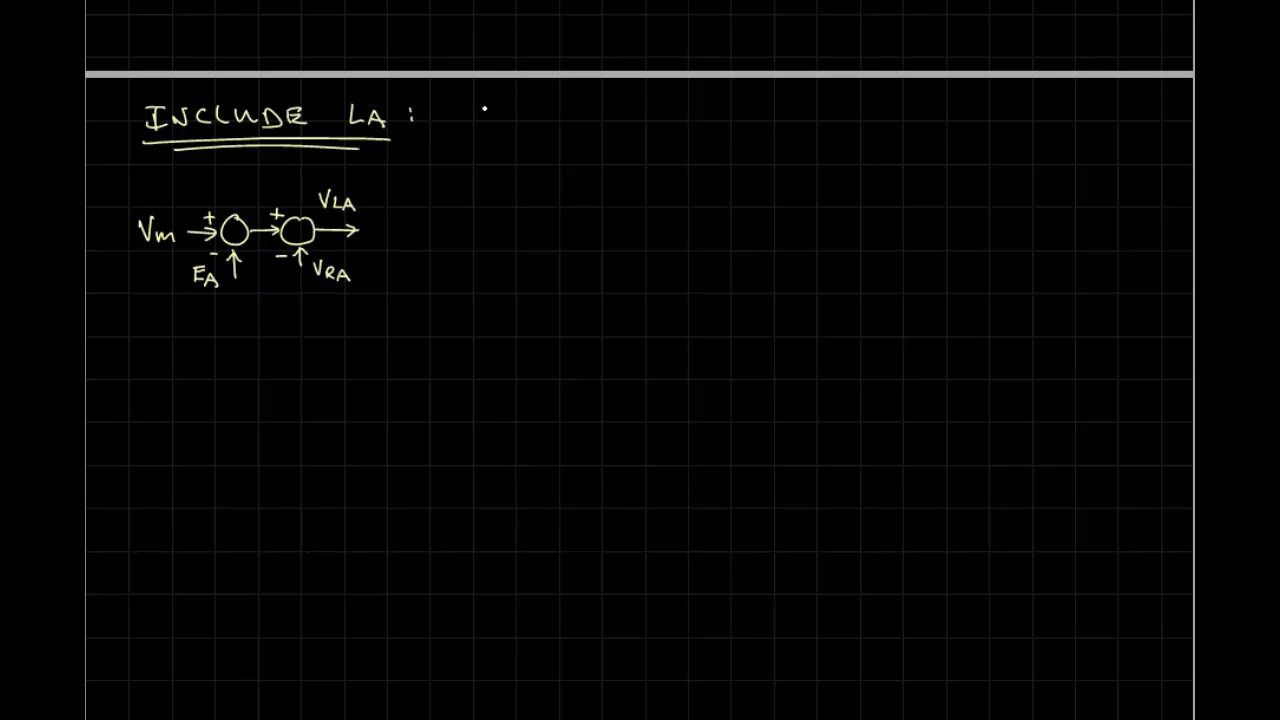 INCLUDE LA :
VLA
Vm + +
- -
EA VRA